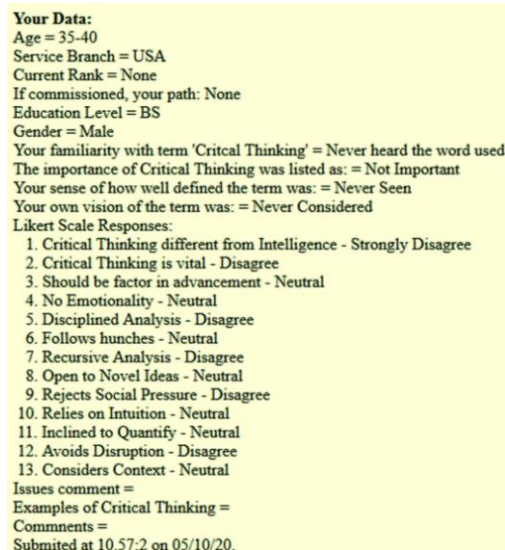 Your Data:
Age = 35-40
Service Branch = USA
Current Rank = None
If commissioned, your path: None
Education Level = BS
Gender = Male
Your familiarity with term 'Critcal Thinking' = Never heard the word used
The importance of Critical Thinking was listed as: = Not Important
Your sense of how well defined the term was: = Never Seen
Your own vision of the term was: = Never Considered
Likert Scale Responses:
1. Critical Thinking different from Intelligence - Strongly Disagree
2. Critical Thinking is vital - Disagree
3. Should be factor in advancement - Neutral
4. No Emotionality - Neutral
5. Disciplined Analysis - Disagree
6. Follows hunches - Neutral
7. Recursive Analysis - Disagree
8. Open to Novel Ideas - Neutral
9. Rejects Social Pressure - Disagree
10. Relies on Intuition - Neutral
11. Inclined to Quantify - Neutral
12. Avoids Disruption - Disagree
13. Considers Context - Neutral
Issues comment =
Examples of Critical Thinking =
Commnents =
Submited at 10.57:2 on 05/10/20.